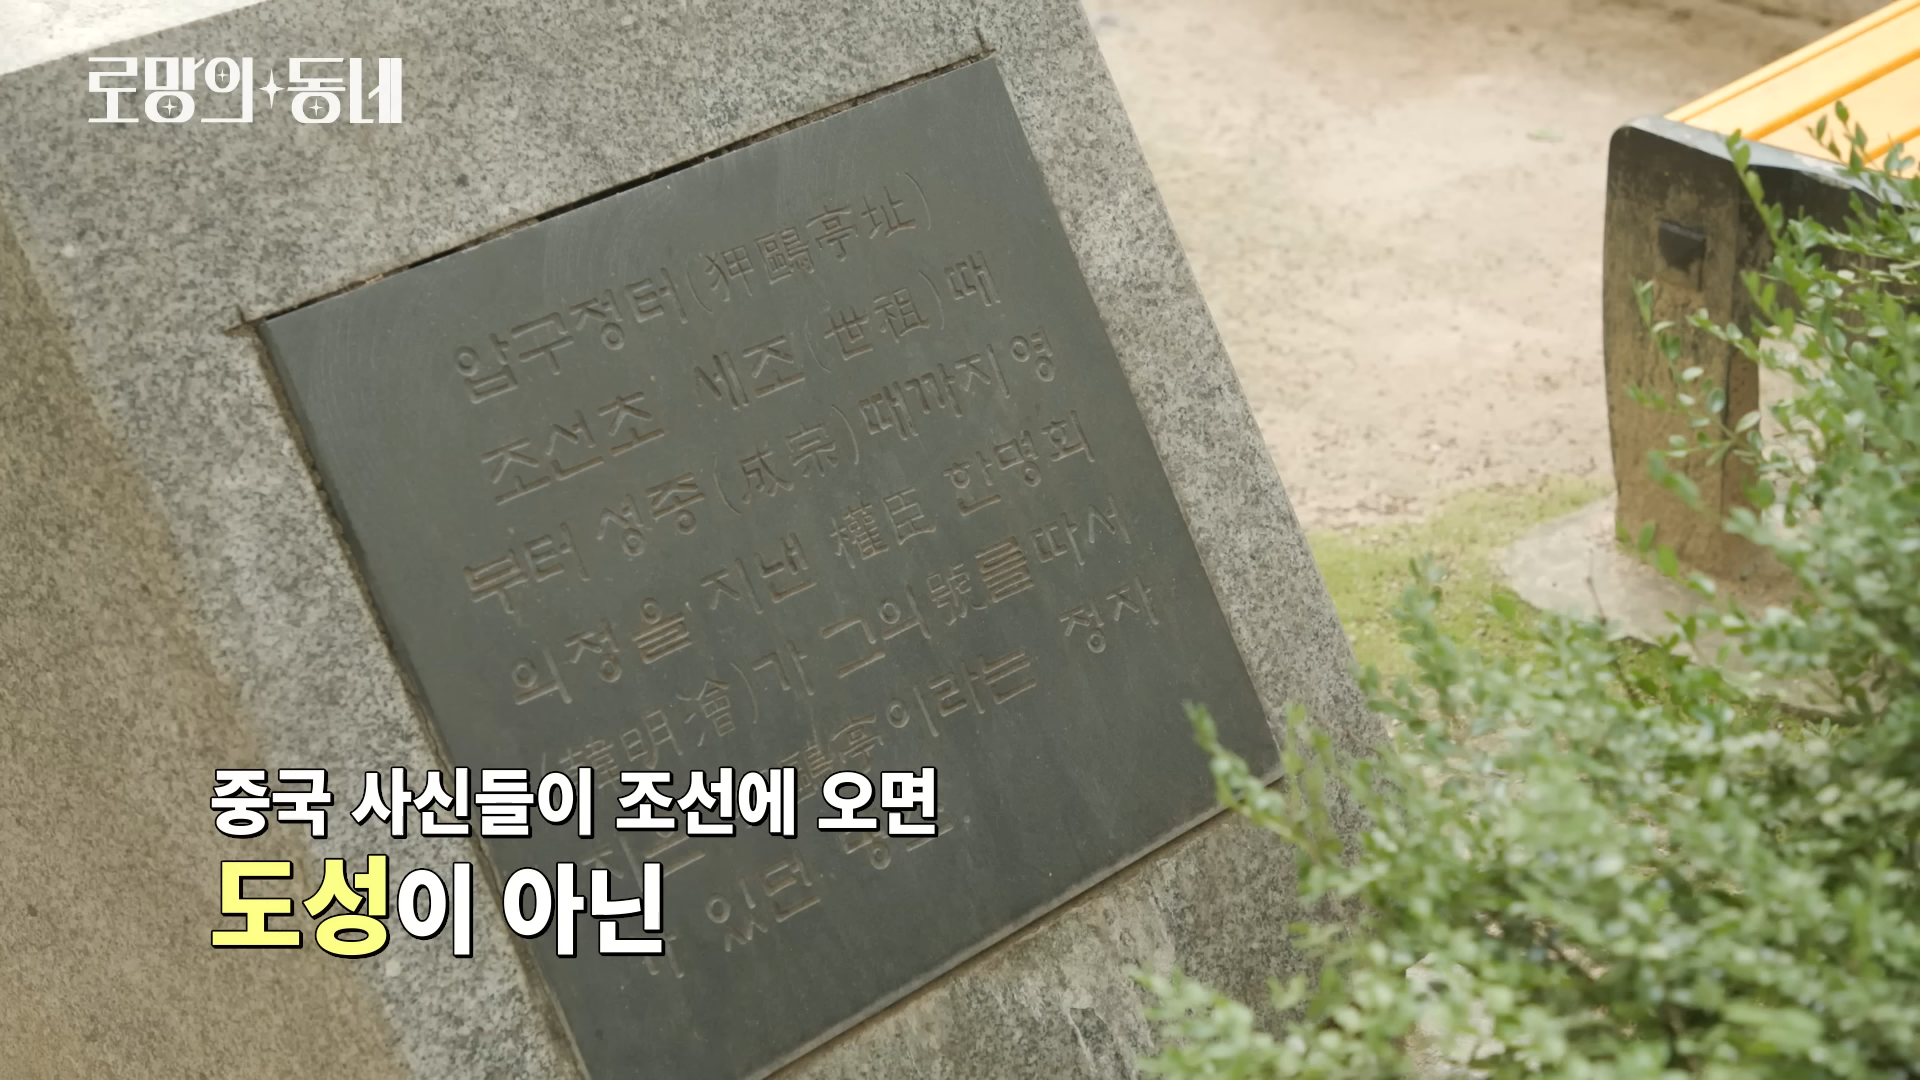 로망의 동네
압구정터(狎鷗亭址)
조선초 세조(世祖)때
부터 성종(成宗)때까지영
의정을 지낸 權臣 한명회
(韓明澮)가 그의 號를따서
亭이라는 정자
있던
중국 사신들이 조선에 오면
도성이 아닌